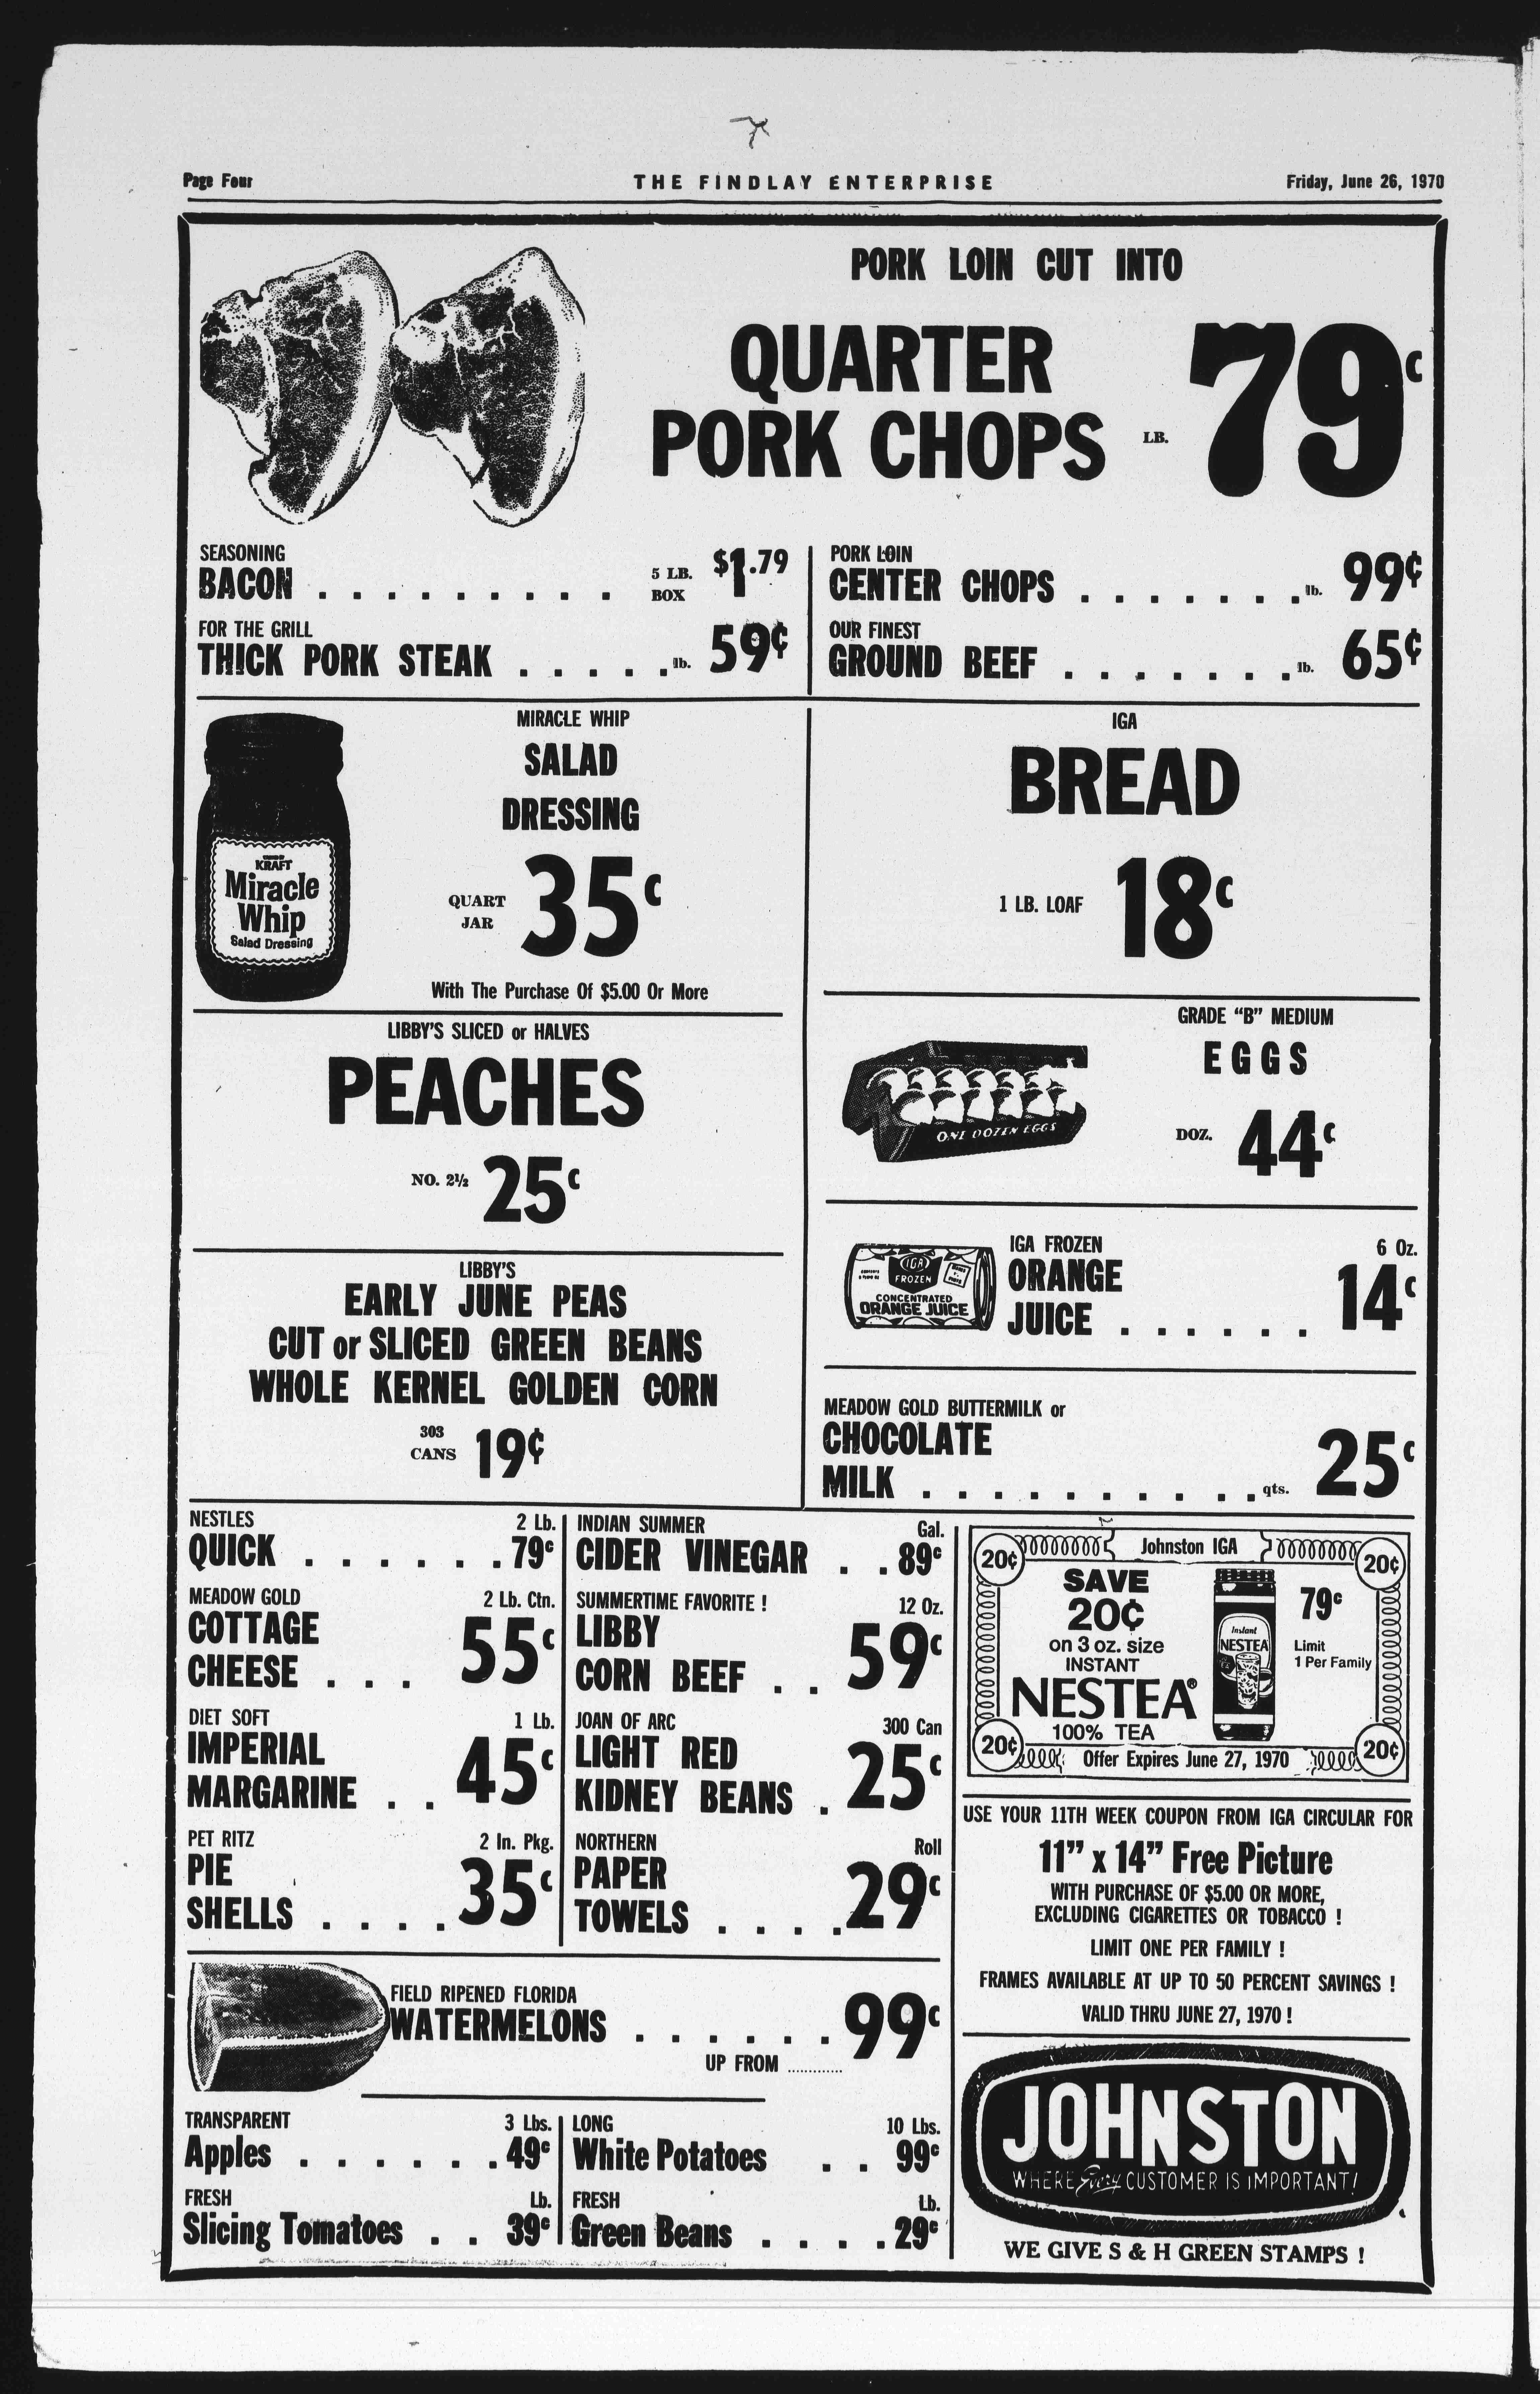 Page Four
THE FINDLAY ENTERPRISE
Friday, June 26, 1970
PORK LOIN CUT INTO
QUARTER
PORK CHOPS
LB.
79¢
SEASONING
BACON . . . . . . . . . .
5 LB.
BOX
$1.79
FOR THE GRILL
THICK PORK STEAK . . . . . lb. 59¢
PORK LOIN
CENTER CHOPS . . . . . . . lb. 99¢
OUR FINEST
GROUND BEEF . . . . . . . lb. 65¢
MIRACLE WHIP
SALAD
DRESSING
QUART
JAR
35¢
With The Purchase Of $5.00 Or More
KRAFT
Miracle
Whip
Salad Dressing
IGA
BREAD
1 LB. LOAF 18¢
LIBBY'S SLICED or HALVES
PEACHES
NO. 2½ 25¢
GRADE “B” MEDIUM
EGGS
DOZ. 44¢
ONE DOZEN EGGS
LIBBY'S
EARLY JUNE PEAS
CUT or SLICED GREEN BEANS
WHOLE KERNEL GOLDEN CORN
303
CANS
19¢
IGA FROZEN
6 Oz.
ORANGE
JUICE . . . . . . 14¢
IGA
FROZEN
CONCENTRATED
ORANGE JUICE
MEADOW GOLD BUTTERMILK or
CHOCOLATE
MILK . . . . . . . . . . qts. 25¢
NESTLES 2 Lb.
QUICK . . . . . . . 79¢
MEADOW GOLD 2 Lb. Ctn.
COTTAGE
CHEESE . . . 55¢
DIET SOFT 1 Lb.
IMPERIAL
MARGARINE . . 45¢
PET RITZ 2 In. Pkg.
PIE
SHELLS . . . . 35¢
INDIAN SUMMER Gal.
CIDER VINEGAR . . 89¢
SUMMERTIME FAVORITE ! 12 Oz.
LIBBY
CORN BEEF . . 59¢
JOAN OF ARC 300 Can
LIGHT RED
KIDNEY BEANS . 25¢
NORTHERN Roll
PAPER
TOWELS . . . . 29¢
20¢ Johnston IGA 20¢
SAVE
20¢
on 3 oz. size
INSTANT
NESTEA®
100% TEA
Instant
NESTEA
79¢
Limit
1 Per Family
20¢ Offer Expires June 27, 1970 20¢
USE YOUR 11TH WEEK COUPON FROM IGA CIRCULAR FOR
11” x 14” Free Picture
WITH PURCHASE OF $5.00 OR MORE,
EXCLUDING CIGARETTES OR TOBACCO !
LIMIT ONE PER FAMILY !
FRAMES AVAILABLE AT UP TO 50 PERCENT SAVINGS !
VALID THRU JUNE 27, 1970 !
FIELD RIPENED FLORIDA
WATERMELONS . . . . . . 99¢
UP FROM .............
TRANSPARENT 3 Lbs.
Apples . . . . . . . 49¢
FRESH Lb.
Slicing Tomatoes . . 39¢
LONG 10 Lbs.
White Potatoes . . 99¢
FRESH Lb.
Green Beans . . . . 29¢
JOHNSTON
WHERE Every CUSTOMER IS IMPORTANT!
WE GIVE S & H GREEN STAMPS !